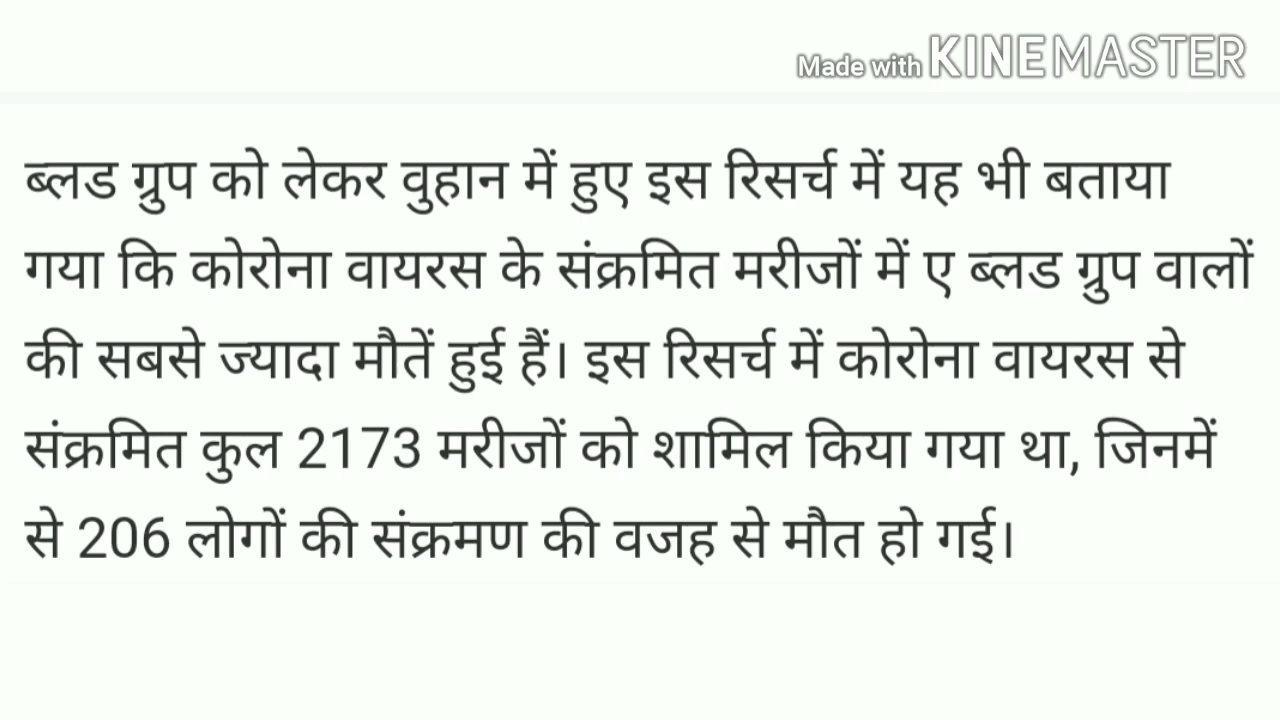 Made with KINEMASTER
ब्लड ग्रुप को लेकर वुहान में हुए इस रिसर्च में यह भी बताया
गया कि कोरोना वायरस के संक्रमित मरीजों में ए ब्लड ग्रुप वालों
की सबसे ज्यादा मौतें हुई हैं। इस रिसर्च में कोरोना वायरस से
संक्रमित कुल 2173 मरीजों को शामिल किया गया था, जिनमें
से 206 लोगों की संक्रमण की वजह से मौत हो गई।